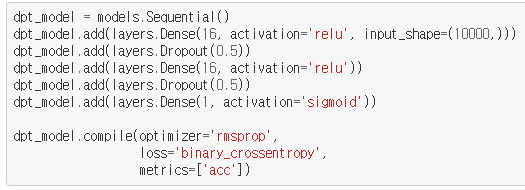 dpt_model = models.Sequential()
dpt_model.add(layers.Dense(16, activation='relu', input_shape=(10000,)))
dpt_model.add(layers.Dropout(0.5))
dpt_model.add(layers.Dense(16, activation='relu'))
dpt_model.add(layers.Dropout(0.5))
dpt_model.add(layers.Dense(1, activation='sigmoid'))

dpt_model.compile(optimizer='rmsprop',
                  loss='binary_crossentropy',
                  metrics=['acc'])